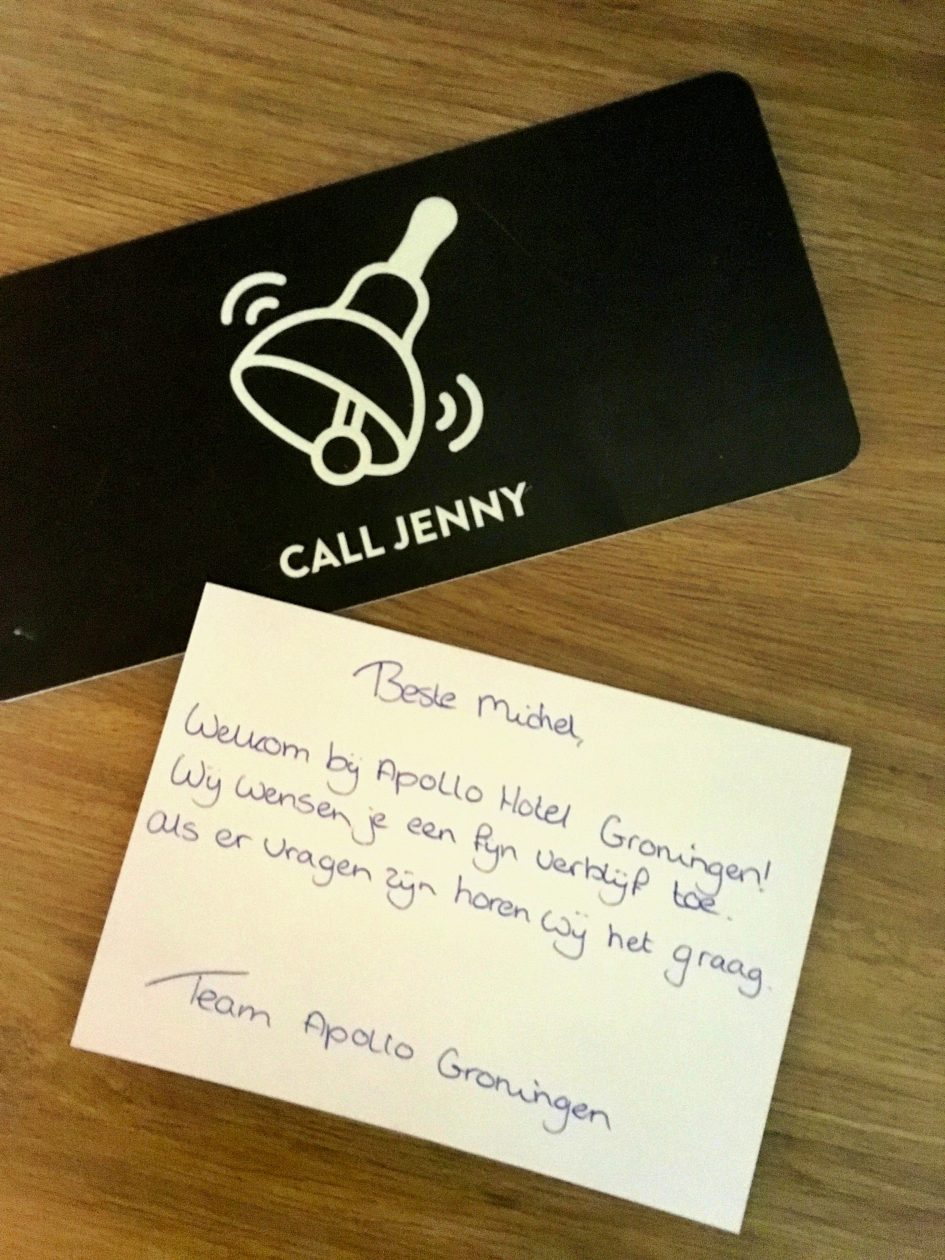 CALL JENNY
Beste Michel,
Welkom bij Apollo Hotel Groningen!
Wij wensen je een fijn verblijf toe.
als er vragen zijn horen wij het graag.
Team Apollo Groningen